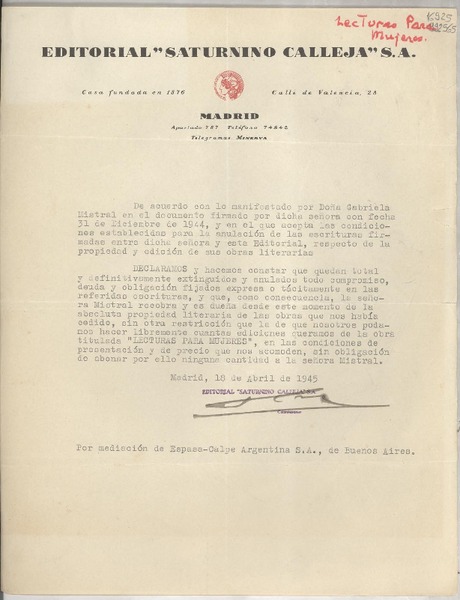 Lecturas Para
Mujeres.
EDITORIAL "SATURNINO CALLEJA" S.A.
Casa fundada en 1876 Calle de Valencia, 28
MADRID
Apartado 787 Teléfono 74842
Telegramas: MINERVA
De acuerdo con lo manifestado por Doña Gabriela
Mistral en el documento firmado por dicha señora con fecha
31 de Diciembre de 1944, y en el que acepta las condicio-
nes establecidas para la anulación de las escrituras fir-
madas entre dicha señora y esta Editorial, respecto de la
propiedad y edición de sus obras literarias
DECLARAMOS y hacemos constar que quedan total
y definitivamente extinguidos y anulados todo compromiso,
deuda y obligación fijados expresa o tácitamente en las
referidas escrituras, y que, como consecuencia, la seño-
ra Mistral recobra y es dueña desde este momento de la
absoluta propiedad literaria de las obras que nos había
cedido, sin otra restricción que la de que nosotros poda-
mos hacer libremente cuantas ediciones queramos de la obra
titulada "LECTURAS PARA MUJERES", en las condiciones de
presentación y de precio que nos acomoden, sin obligación
de abonar por ello ninguna cantidad a la señora Mistral.
Madrid, 18 de Abril de 1945
EDITORIAL "SATURNINO CALLEJA" S.A.
Por mediación de Espasa-Calpe Argentina S.A., de Buenos Aires.